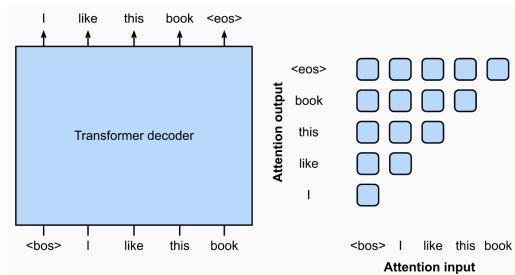 I like this book <eos>
Transformer decoder
<bos> I like this book
Attention output
<eos>
book
this
like
I
<bos> I like this book
Attention input